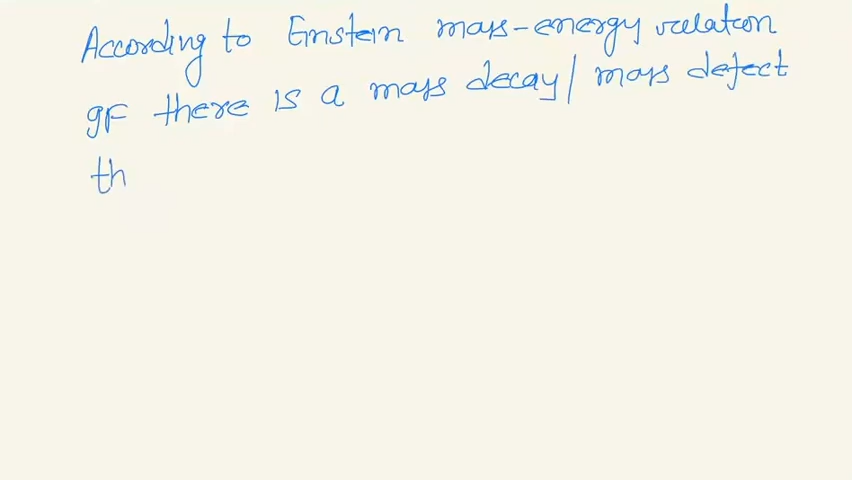 According to Einstein mass-energy relation
If there is a mass decay/ mass defect
th